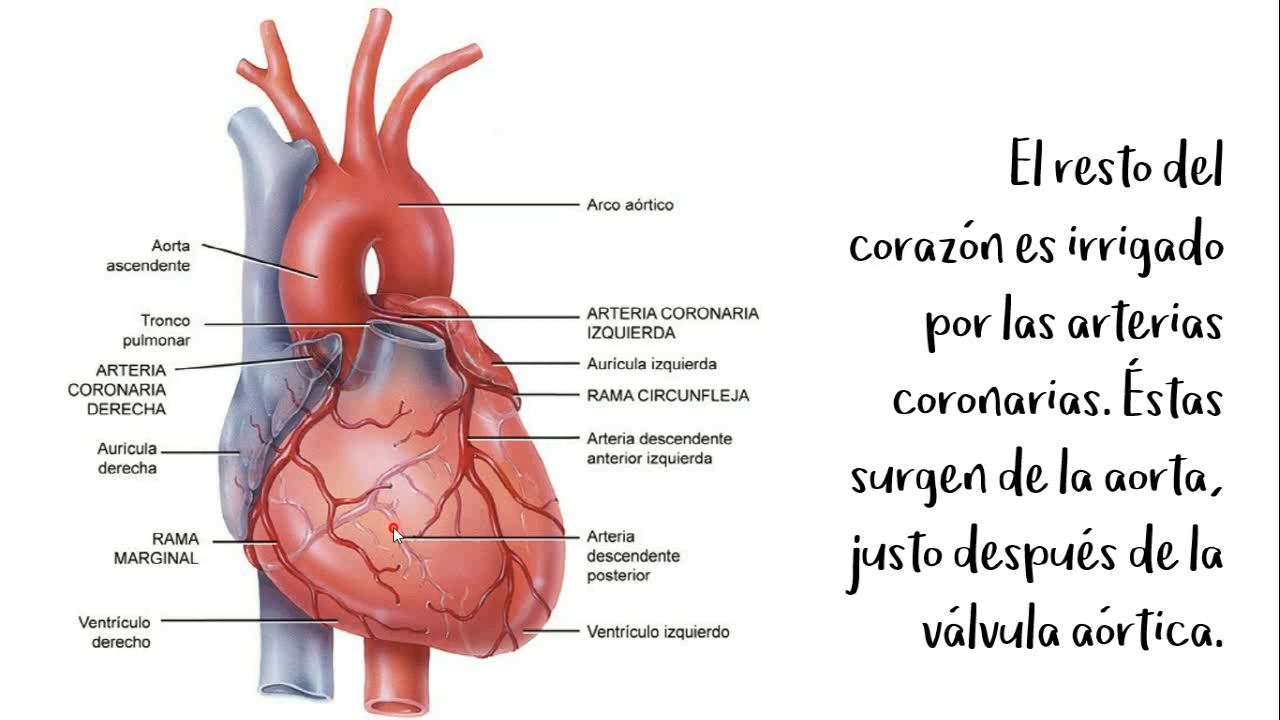 Arco aórtico
Aorta
ascendente
ARTERIA CORONARIA
IZQUIERDA
Tronco
pulmonar
Aurícula izquierda
ARTERIA
CORONARIA
DERECHA
RAMA CIRCUNFLEJA
Arteria descendente
anterior izquierda
Auricula
derecha
RAMA
MARGINAL
Arteria
descendente
posterior
Ventrículo
derecho
Ventrículo izquierdo
El resto del
corazón es irrigado
por las arterias
coronarias. Éstas
surgen de la aorta,
justo después de la
válvula aórtica.